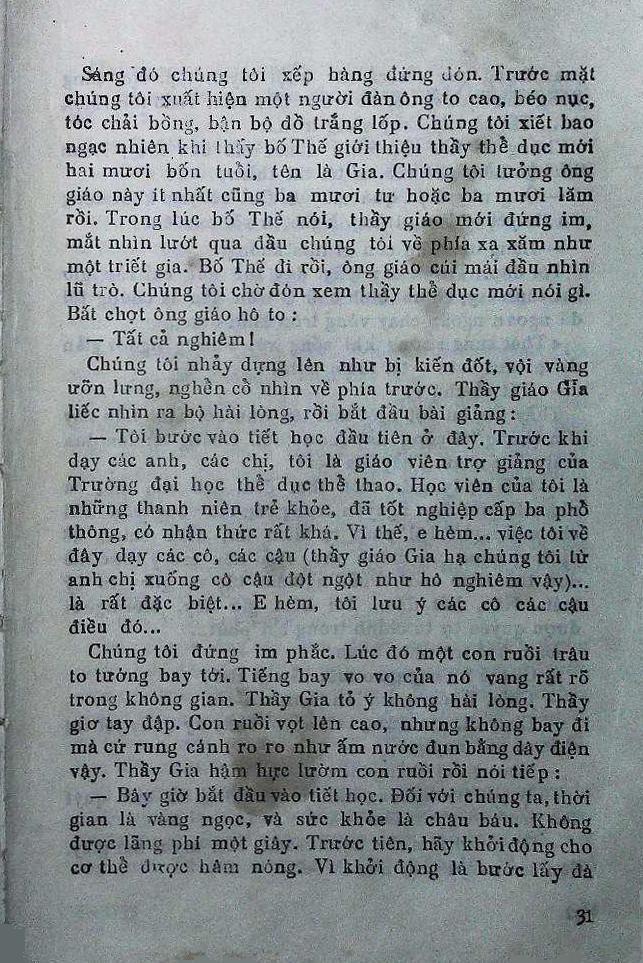 Sáng đó chúng tôi xếp hàng đứng đón. Trước mặt
chúng tôi xuất hiện một người đàn ông to cao, béo nục,
tóc chải bồng, bận bộ đồ trắng lốp. Chúng tôi xiết bao
ngạc nhiên khi thấy bố Thế giới thiệu thầy thể dục mới
hai mươi bốn tuổi, tên là Gia. Chúng tôi tưởng ông
giáo này ít nhất cũng ba mươi tư hoặc ba mươi lăm
rồi. Trong lúc bố Thế nói, thầy giáo mới đứng im,
mắt nhìn lướt qua đầu chúng tôi về phía xa xăm như
một triết gia. Bố Thế đi rồi, ông giáo cúi mái đầu nhìn
lũ trò. Chúng tôi chờ đón xem thầy thể dục mới nói gì.
Bất chợt ông giáo hô to :
— Tất cả nghiêm !
Chúng tôi nhảy dựng lên như bị kiến đốt, vội vàng
ưỡn lưng, nghển cổ nhìn về phía trước. Thầy giáo Gia
liếc nhìn ra bộ hài lòng, rồi bắt đầu bài giảng :
— Tôi bước vào tiết học đầu tiên ở đây. Trước khi
dạy các anh, các chị, tôi là giáo viên trợ giảng của
Trường đại học thể dục thể thao. Học viên của tôi là
những thanh niên trẻ khỏe, đã tốt nghiệp cấp ba phổ
thông, có nhận thức rất khá. Vì thế, e hèm... việc tôi về
đây dạy các cô, các cậu (thầy giáo Gia hạ chúng tôi từ
anh chị xuống cô cậu đột ngột như hô nghiêm vậy)...
là rất đặc biệt... E hèm, tôi lưu ý các cô các cậu
điều đó...
Chúng tôi đứng im phắc. Lúc đó một con ruồi trâu
to tướng bay tới. Tiếng bay vo vo của nó vang rất rõ
trong không gian. Thầy Gia tỏ ý không hài lòng. Thầy
giơ tay đập. Con ruồi vọt lên cao, nhưng không bay đi
mà cứ rung cánh ro ro như ấm nước đun bằng dây điện
vậy. Thầy Gia hậm hực lườm con ruồi rồi nói tiếp :
— Bây giờ bắt đầu vào tiết học. Đối với chúng ta, thời
gian là vàng ngọc, và sức khỏe là châu báu. Không
được lãng phí một giây. Trước tiên, hãy khởi động cho
cơ thể được hâm nóng. Vì khởi động là bước lấy đà
31